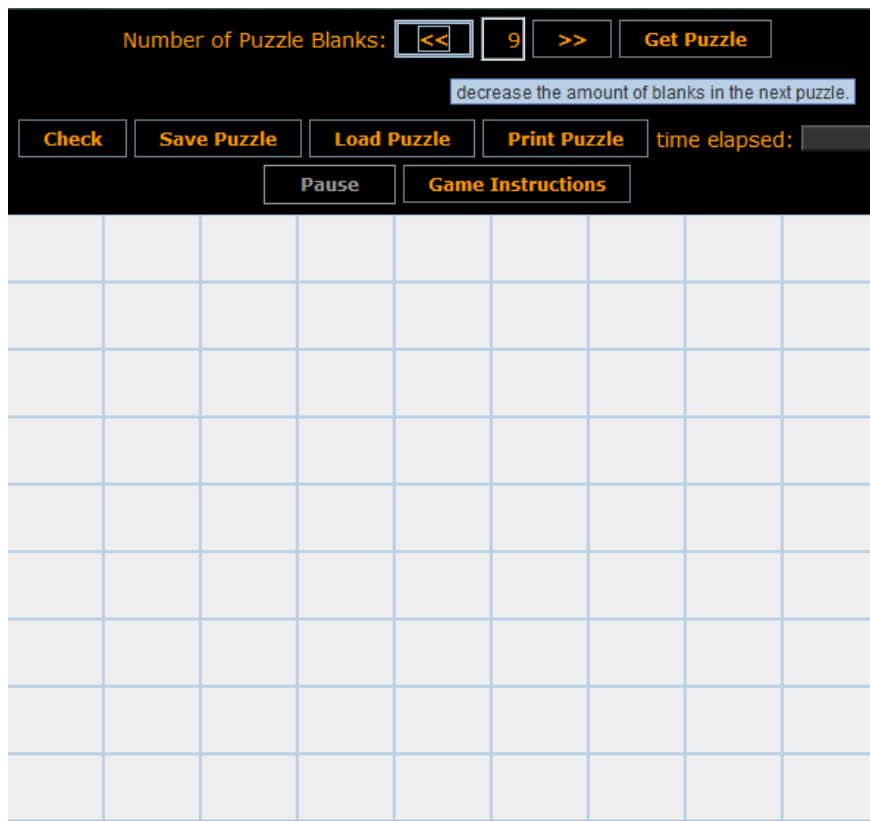 Number of Puzzle Blanks: << 9 >> Get Puzzle
decrease the amount of blanks in the next puzzle.
Check Save Puzzle Load Puzzle Print Puzzle time elapsed:
Pause Game Instructions